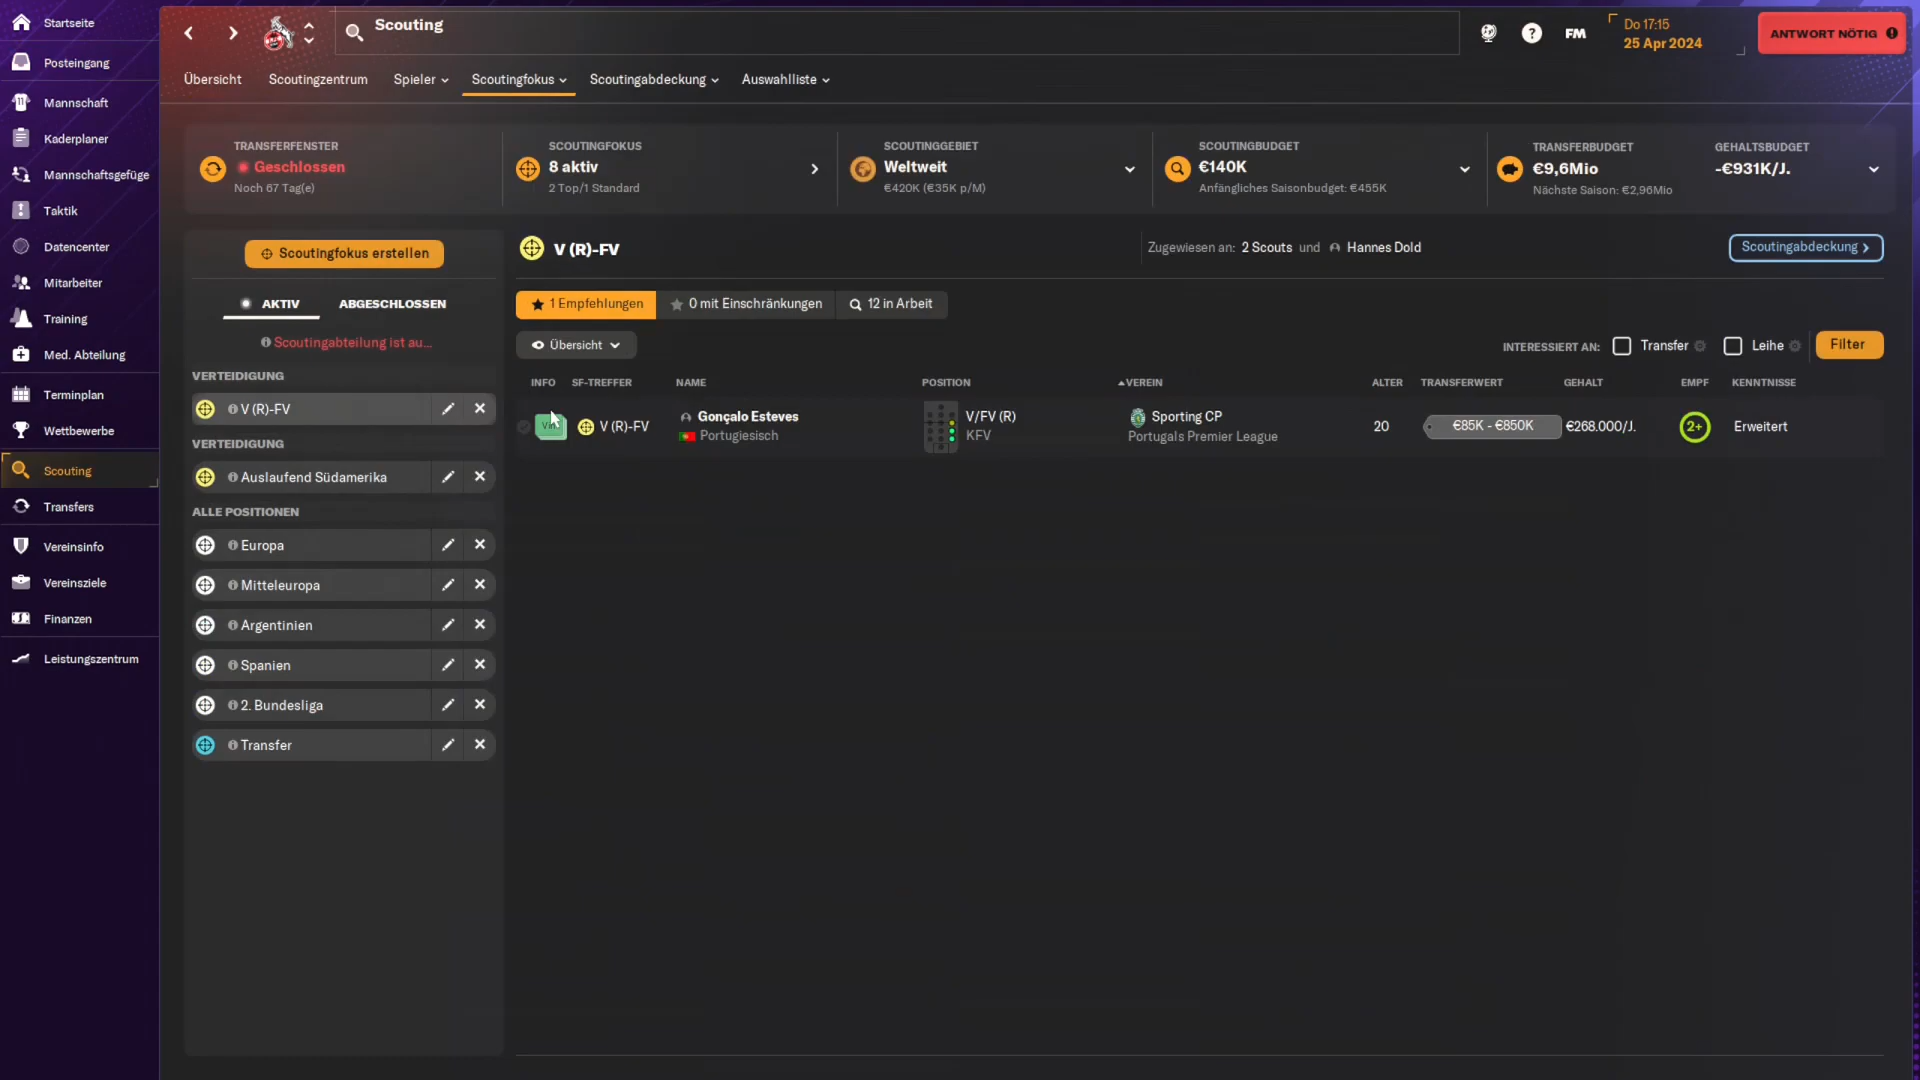 Startseite
Posteingang
Mannschaft
Kaderplaner
Mannschaftsgefüge
Taktik
Datencenter
Mitarbeiter
Training
Med. Abteilung
Terminplan
Wettbewerbe
Scouting
Transfers
Vereinsinfo
Vereinsziele
Finanzen
Leistungszentrum
Scouting
FM
Do 17:15
25 Apr 2024
ANTWORT NÖTIG
Übersicht
Scoutingzentrum
Spieler
Scoutingfokus
Scoutingabdeckung
Auswahlliste
TRANSFERFENSTER
Geschlossen
Noch 67 Tag(e)
SCOUTINGFOKUS
8 aktiv
2 Top/1 Standard
SCOUTINGGEBIET
Weltweit
€420K (€35K p/M)
SCOUTINGBUDGET
€140K
Anfängliches Saisonbudget: €455K
TRANSFERBUDGET
€9,6Mio
Nächste Saison: €2,96Mio
GEHALTSBUDGET
-€931K/J.
Scoutingfokus erstellen
AKTIV
ABGESCHLOSSEN
Scoutingabteilung ist au...
VERTEIDIGUNG
V (R)-FV
VERTEIDIGUNG
Auslaufend Südamerika
ALLE POSITIONEN
Europa
Mitteleuropa
Argentinien
Spanien
2. Bundesliga
Transfer
V (R)-FV
Zugewiesen an: 2 Scouts und Hannes Dold
Scoutingabdeckung
1 Empfehlungen
0 mit Einschränkungen
12 in Arbeit
Übersicht
INTERESSIERT AN:
Transfer
Leihe
Filter
INFO SF-TREFFER NAME POSITION VEREIN ALTER TRANSFERWERT GEHALT EMPF KENNTNISSE
V (R)-FV
Gonçalo Esteves
Portugiesisch
V/FV (R)
KFV
Sporting CP
Portugals Premier League
20
€85K - €850K
€268.000/J.
2+
Erweitert